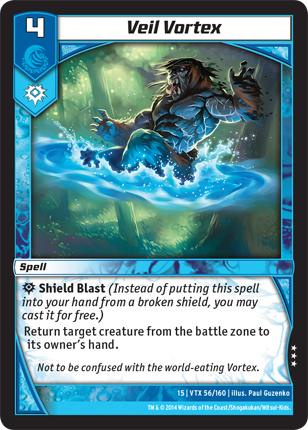 4
Veil Vortex
Spell
Shield Blast (Instead of putting this spell
into your hand from a broken shield, you may
cast it for free.)
Return target creature from the battle zone to
its owner's hand.
Not to be confused with the world-eating Vortex.
15 | VTX 56/160 | illus. Paul Guzenko
TM & © 2014 Wizards of the Coast/Shogakukan/Mitsui-Kids.